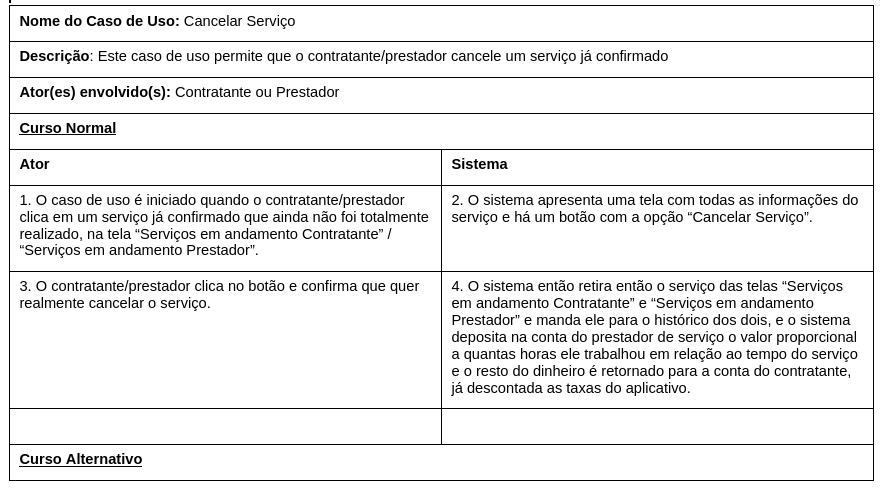 Nome do Caso de Uso: Cancelar Serviço
Descrição: Este caso de uso permite que o contratante/prestador cancele um serviço já confirmado
Ator(es) envolvido(s): Contratante ou Prestador
Curso Normal
Ator
Sistema
1. O caso de uso é iniciado quando o contratante/prestador
clica em um serviço já confirmado que ainda não foi totalmente
realizado, na tela “Serviços em andamento Contratante” /
“Serviços em andamento Prestador”.
2. O sistema apresenta uma tela com todas as informações do
serviço e há um botão com a opção “Cancelar Serviço”.
3. O contratante/prestador clica no botão e confirma que quer
realmente cancelar o serviço.
4. O sistema então retira então o serviço das telas “Serviços
em andamento Contratante” e “Serviços em andamento
Prestador” e manda ele para o histórico dos dois, e o sistema
deposita na conta do prestador de serviço o valor proporcional
a quantas horas ele trabalhou em relação ao tempo do serviço
e o resto do dinheiro é retornado para a conta do contratante,
já descontada as taxas do aplicativo.
Curso Alternativo